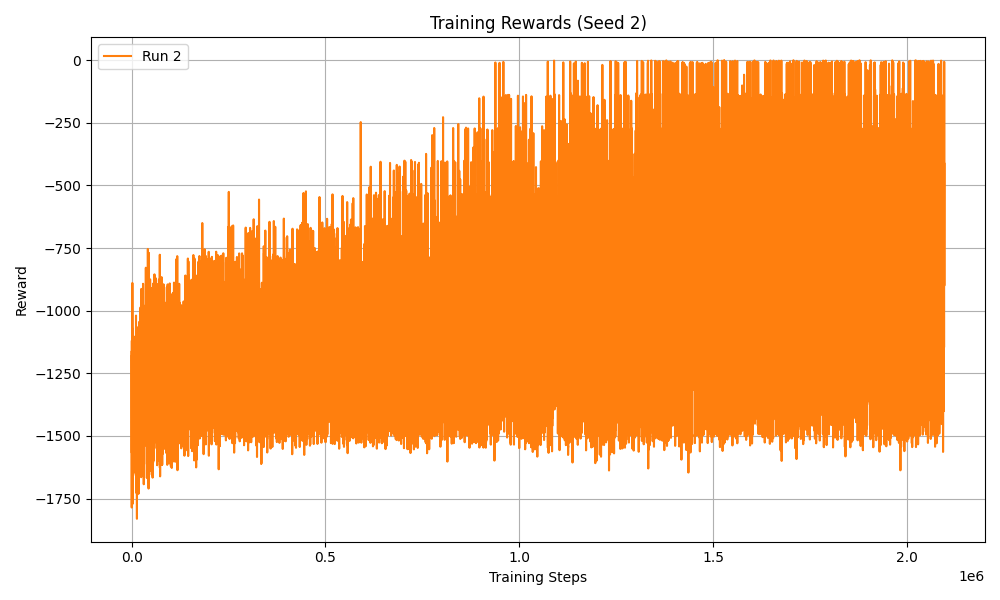 Training Rewards (Seed 2)
Run 2
0
−250
−500
−750
−1000
−1250
−1500
−1750
Reward
0.0 0.5 1.0 1.5 2.0
1e6
Training Steps